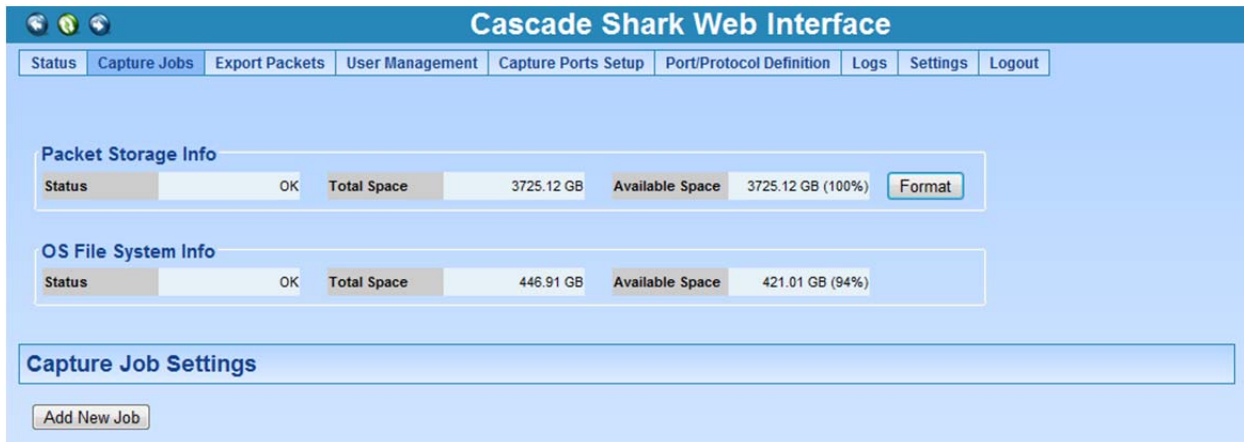 Cascade Shark Web Interface
Status Capture Jobs Export Packets User Management Capture Ports Setup Port/Protocol Definition Logs Settings Logout
Packet Storage Info
Status OK Total Space 3725.12 GB Available Space 3725.12 GB (100%) Format
OS File System Info
Status OK Total Space 446.91 GB Available Space 421.01 GB (94%)
Capture Job Settings
Add New Job